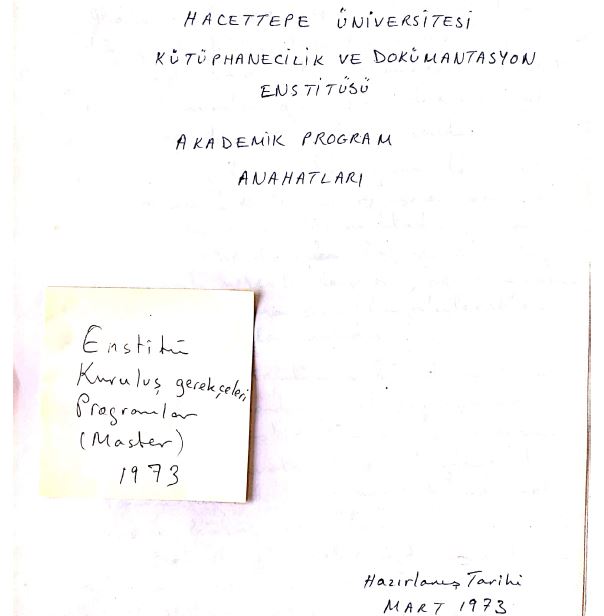 HACETTEPE ÜNİVERSİTESİ
KÜTÜPHANECİLİK VE DOKÜMANTASYON
ENSTİTÜSÜ
AKADEMİK PROGRAM
ANAHATLARI
Enstitü
Kuruluş gerekçeleri
Programlar
(Master)
1973
Hazırlanış Tarihi
MART 1973